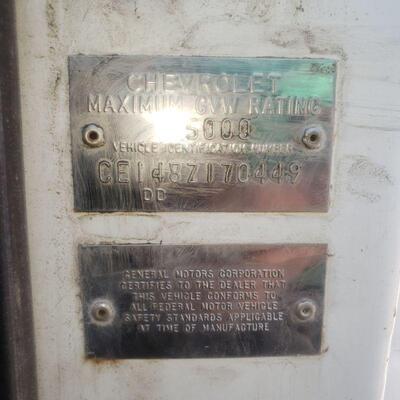 CHEVROLET
MAXIMUM GVW RATING
5000
VEHICLE IDENTIFICATION NUMBER
CE148Z170449
DD
GENERAL MOTORS CORPORATION
CERTIFIES TO THE DEALER THAT
THIS VEHICLE CONFORMS TO
ALL FEDERAL MOTOR VEHICLE
SAFETY STANDARDS APPLICABLE
AT TIME OF MANUFACTURE